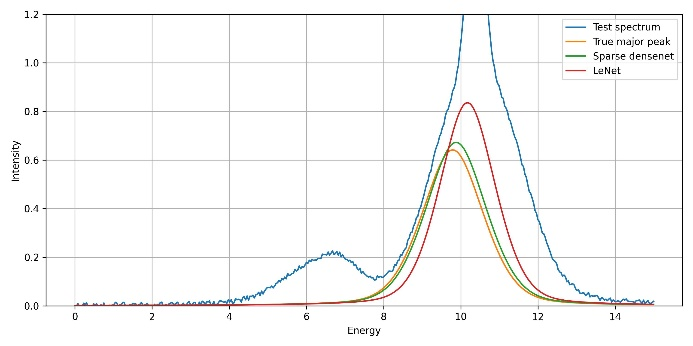 1.2
1.0
0.8
0.6
0.4
0.2
0.0
Intensity
0 2 4 6 8 10 12 14
Energy
Test spectrum
True major peak
Sparse densenet
LeNet